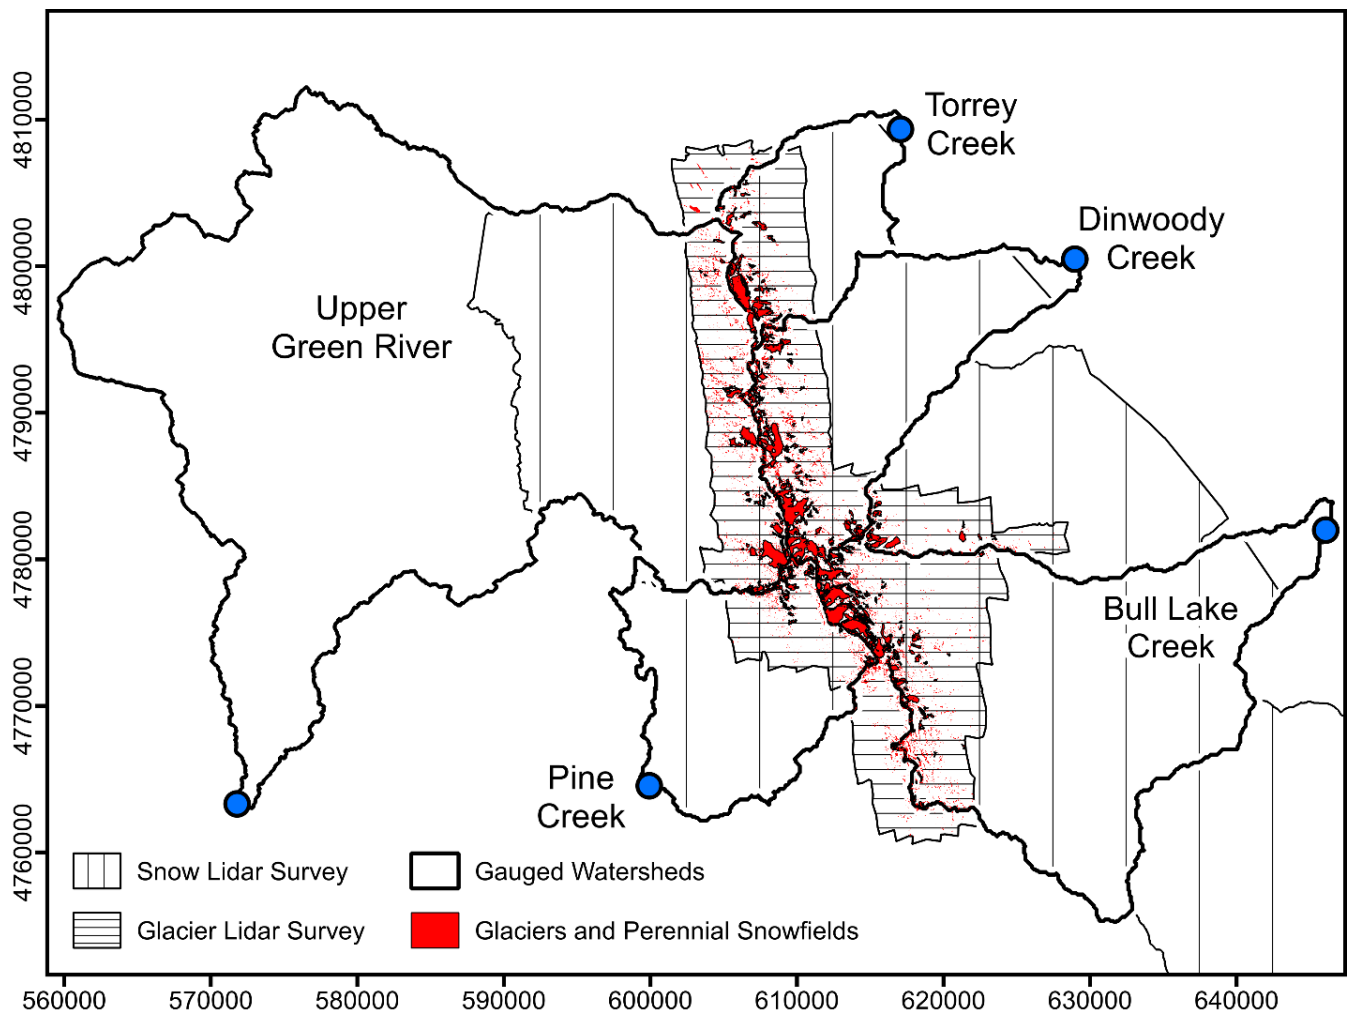 4810000
4800000
4790000
4780000
4770000
4760000
Torrey
Creek
Dinwoody
Creek
Upper
Green River
Bull Lake
Creek
Pine
Creek
Snow Lidar Survey
Gauged Watersheds
Glacier Lidar Survey
Glaciers and Perennial Snowfields
560000
570000
580000
590000
600000
610000
620000
630000
640000